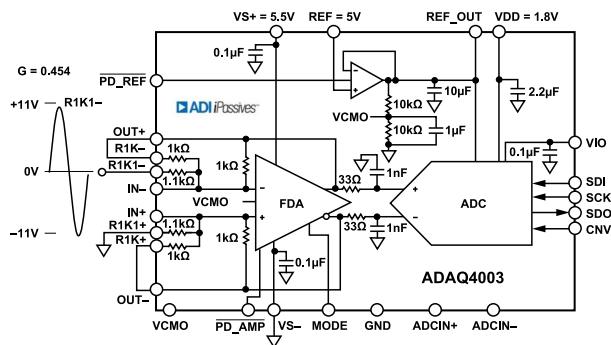 VS+ = 5.5V
REF = 5V
REF_OUT
VDD = 1.8V
0.1µF
G = 0.454
PD_REF
ADI iPassives™
10kΩ
10µF
2.2µF
+11V
R1K1–
VCMO
10kΩ
1µF
OUT+
R1K–
1kΩ
VIO
0.1µF
0V
R1K1–
1.1kΩ
1kΩ
33Ω
1nF
SDI
IN–
VCMO
FDA
ADC
SCK
IN+
SDO
R1K1+
1.1kΩ
–11V
R1K+
1kΩ
1kΩ
33Ω
1nF
CNV
0.1µF
OUT–
ADAQ4003
VCMO
PD_AMP
VS–
MODE
GND
ADCIN+
ADCIN–